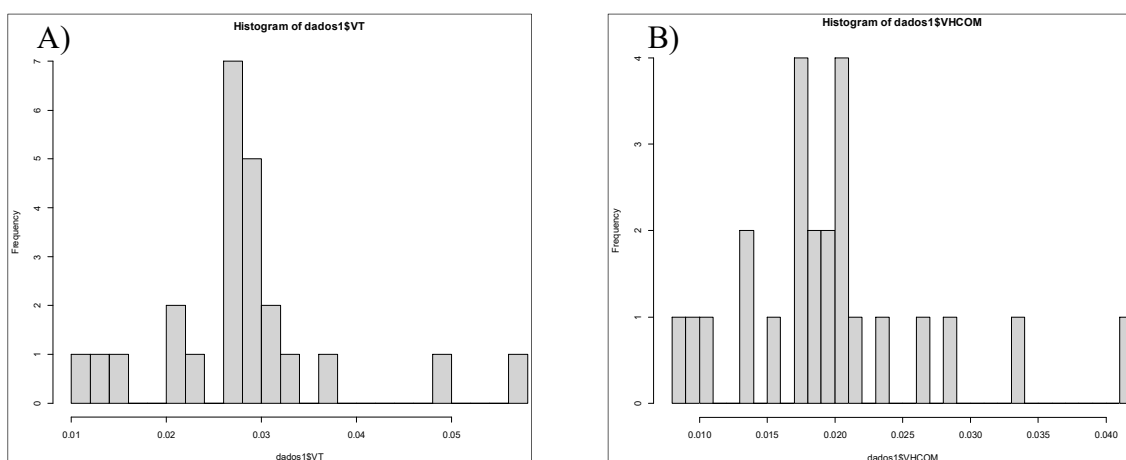 A)
Histogram of dados1$VT
Frequency
7
6
5
4
3
2
1
0
0.01 0.02 0.03 0.04 0.05
dados1$VT
B)
Histogram of dados1$VHCOM
Frequency
4
3
2
1
0
0.010 0.015 0.020 0.025 0.030 0.035 0.040
dados1$VHCOM